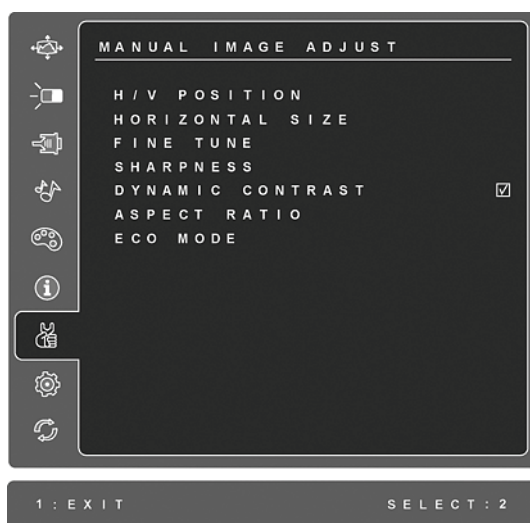 MANUAL IMAGE ADJUST
H/V POSITION
HORIZONTAL SIZE
FINE TUNE
SHARPNESS
DYNAMIC CONTRAST
ASPECT RATIO
ECO MODE
1:EXIT SELECT:2